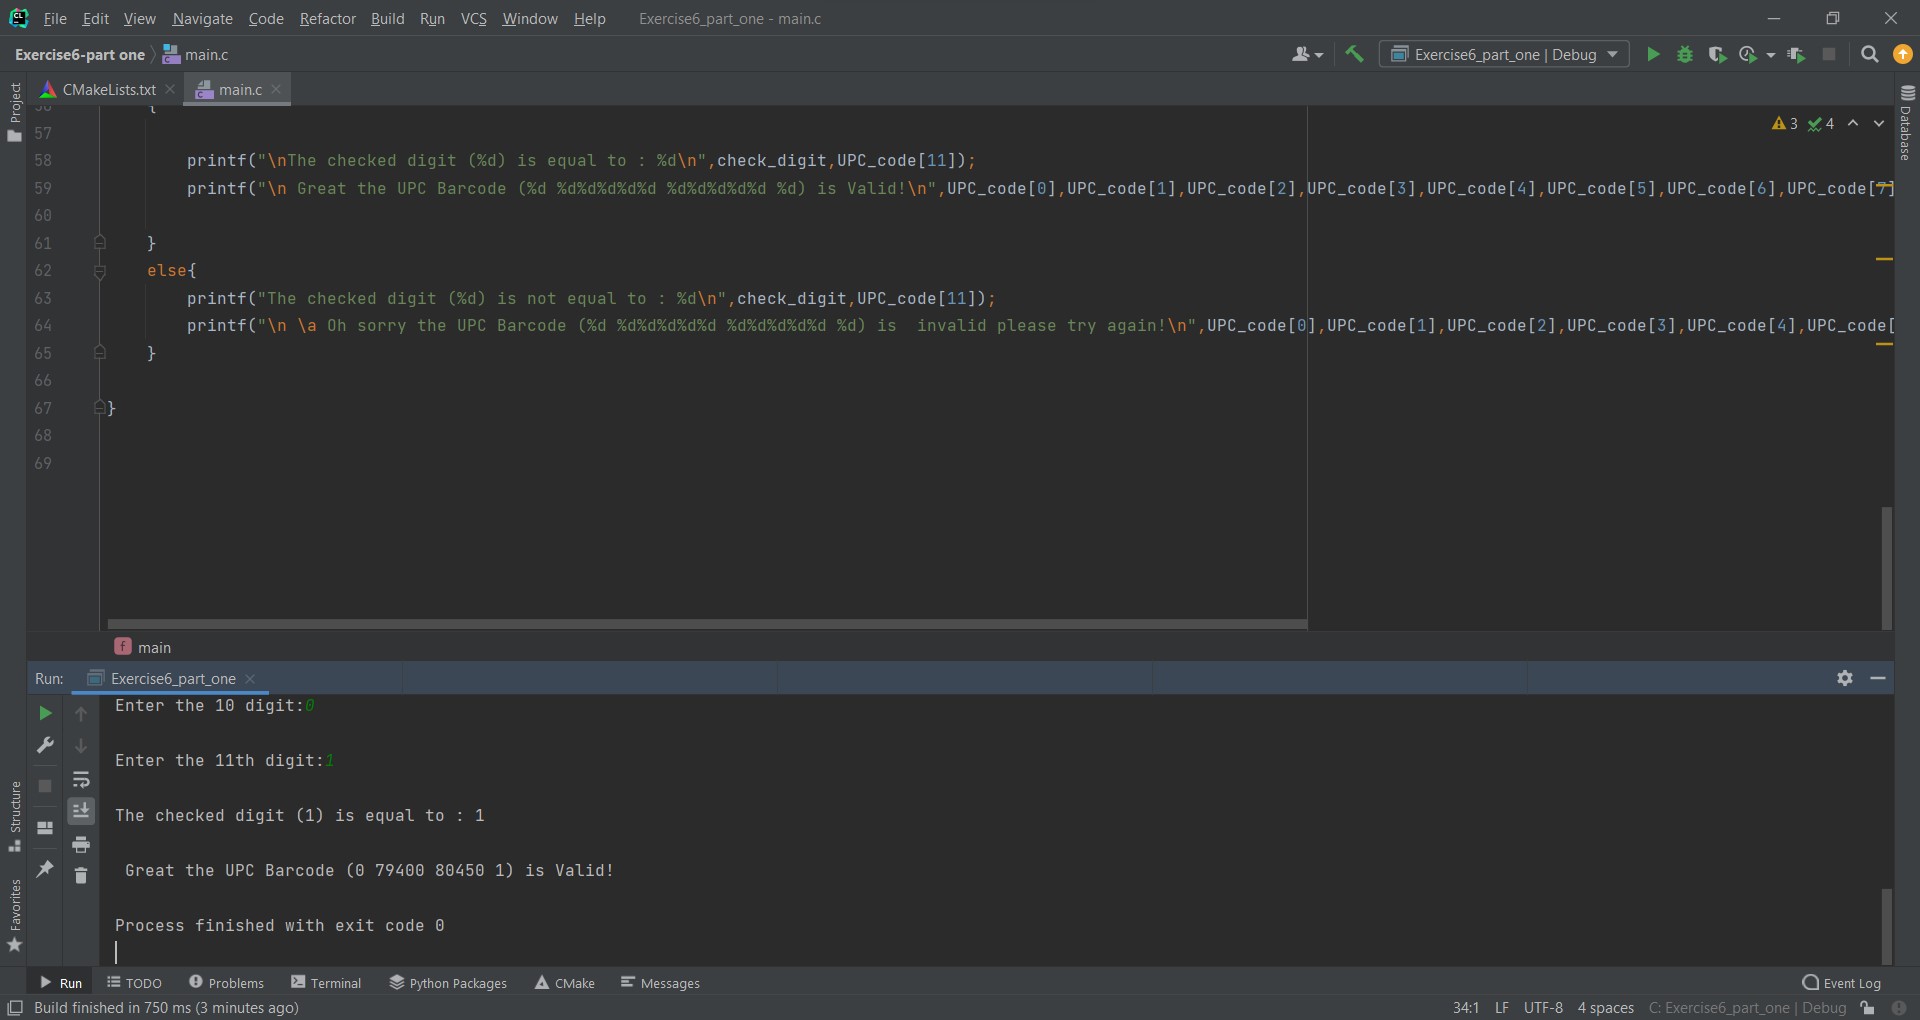 File Edit View Navigate Code Refactor Build Run VCS Window Help Exercise6_part_one - main.c
Exercise6-part one main.c Exercise6_part_one | Debug
CMakeLists.txt main.c
Project
Database
3 4
56 {
57
58 printf("\nThe checked digit (%d) is equal to : %d\n",check_digit,UPC_code[11]);
59 printf("\n Great the UPC Barcode (%d %d%d%d%d%d %d%d%d%d%d %d) is Valid!\n",UPC_code[0],UPC_code[1],UPC_code[2],UPC_code[3],UPC_code[4],UPC_code[5],UPC_code[6],UPC_code[7]
60
61 }
62 else{
63 printf("The checked digit (%d) is not equal to : %d\n",check_digit,UPC_code[11]);
64 printf("\n \a Oh sorry the UPC Barcode (%d %d%d%d%d%d %d%d%d%d%d %d) is  invalid please try again!\n",UPC_code[0],UPC_code[1],UPC_code[2],UPC_code[3],UPC_code[4],UPC_code[
65 }
66
67 }
68
69
f main
Run: Exercise6_part_one
Enter the 10 digit:0
Enter the 11th digit:1
The checked digit (1) is equal to : 1
Great the UPC Barcode (0 79400 80450 1) is Valid!
Process finished with exit code 0
Structure
Favorites
Run TODO Problems Terminal Python Packages CMake Messages Event Log
Build finished in 750 ms (3 minutes ago) 34:1 LF UTF-8 4 spaces C: Exercise6_part_one | Debug